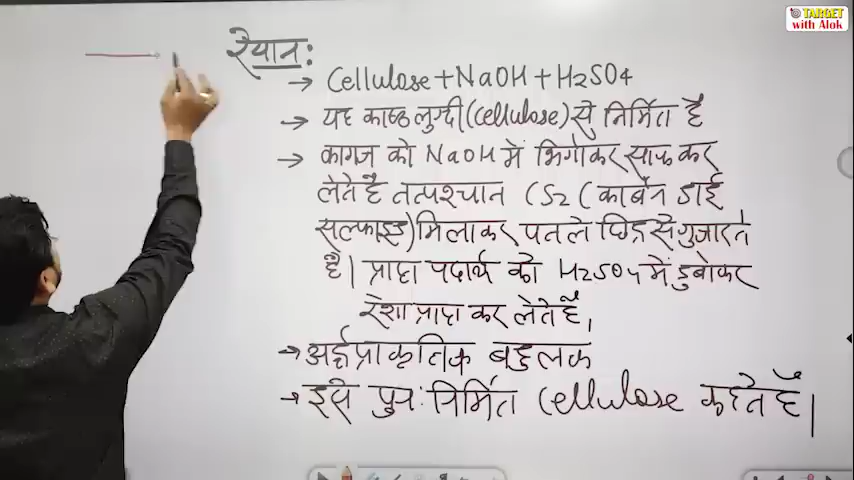 TARGET
with Alok
रेयान:
→ Cellulose + NaOH + H2SO4
→ यह काष्ठ लुग्दी (cellulose) से निर्मित है
→ कागज को NaOH में भिगोकर साफ कर
लेते है तत्पश्चात CS2 (कार्बन डाई
सल्फाइड) मिलाकर पतले छिद्र से गुजारते
है। प्राप्त पदार्थ को H2SO4 में डुबोकर
रेशा प्राप्त कर लेते हैं।
→ अर्द्धप्राकृतिक बहुलक
→ इसे पुन: निर्मित Cellulose कहते हैं।